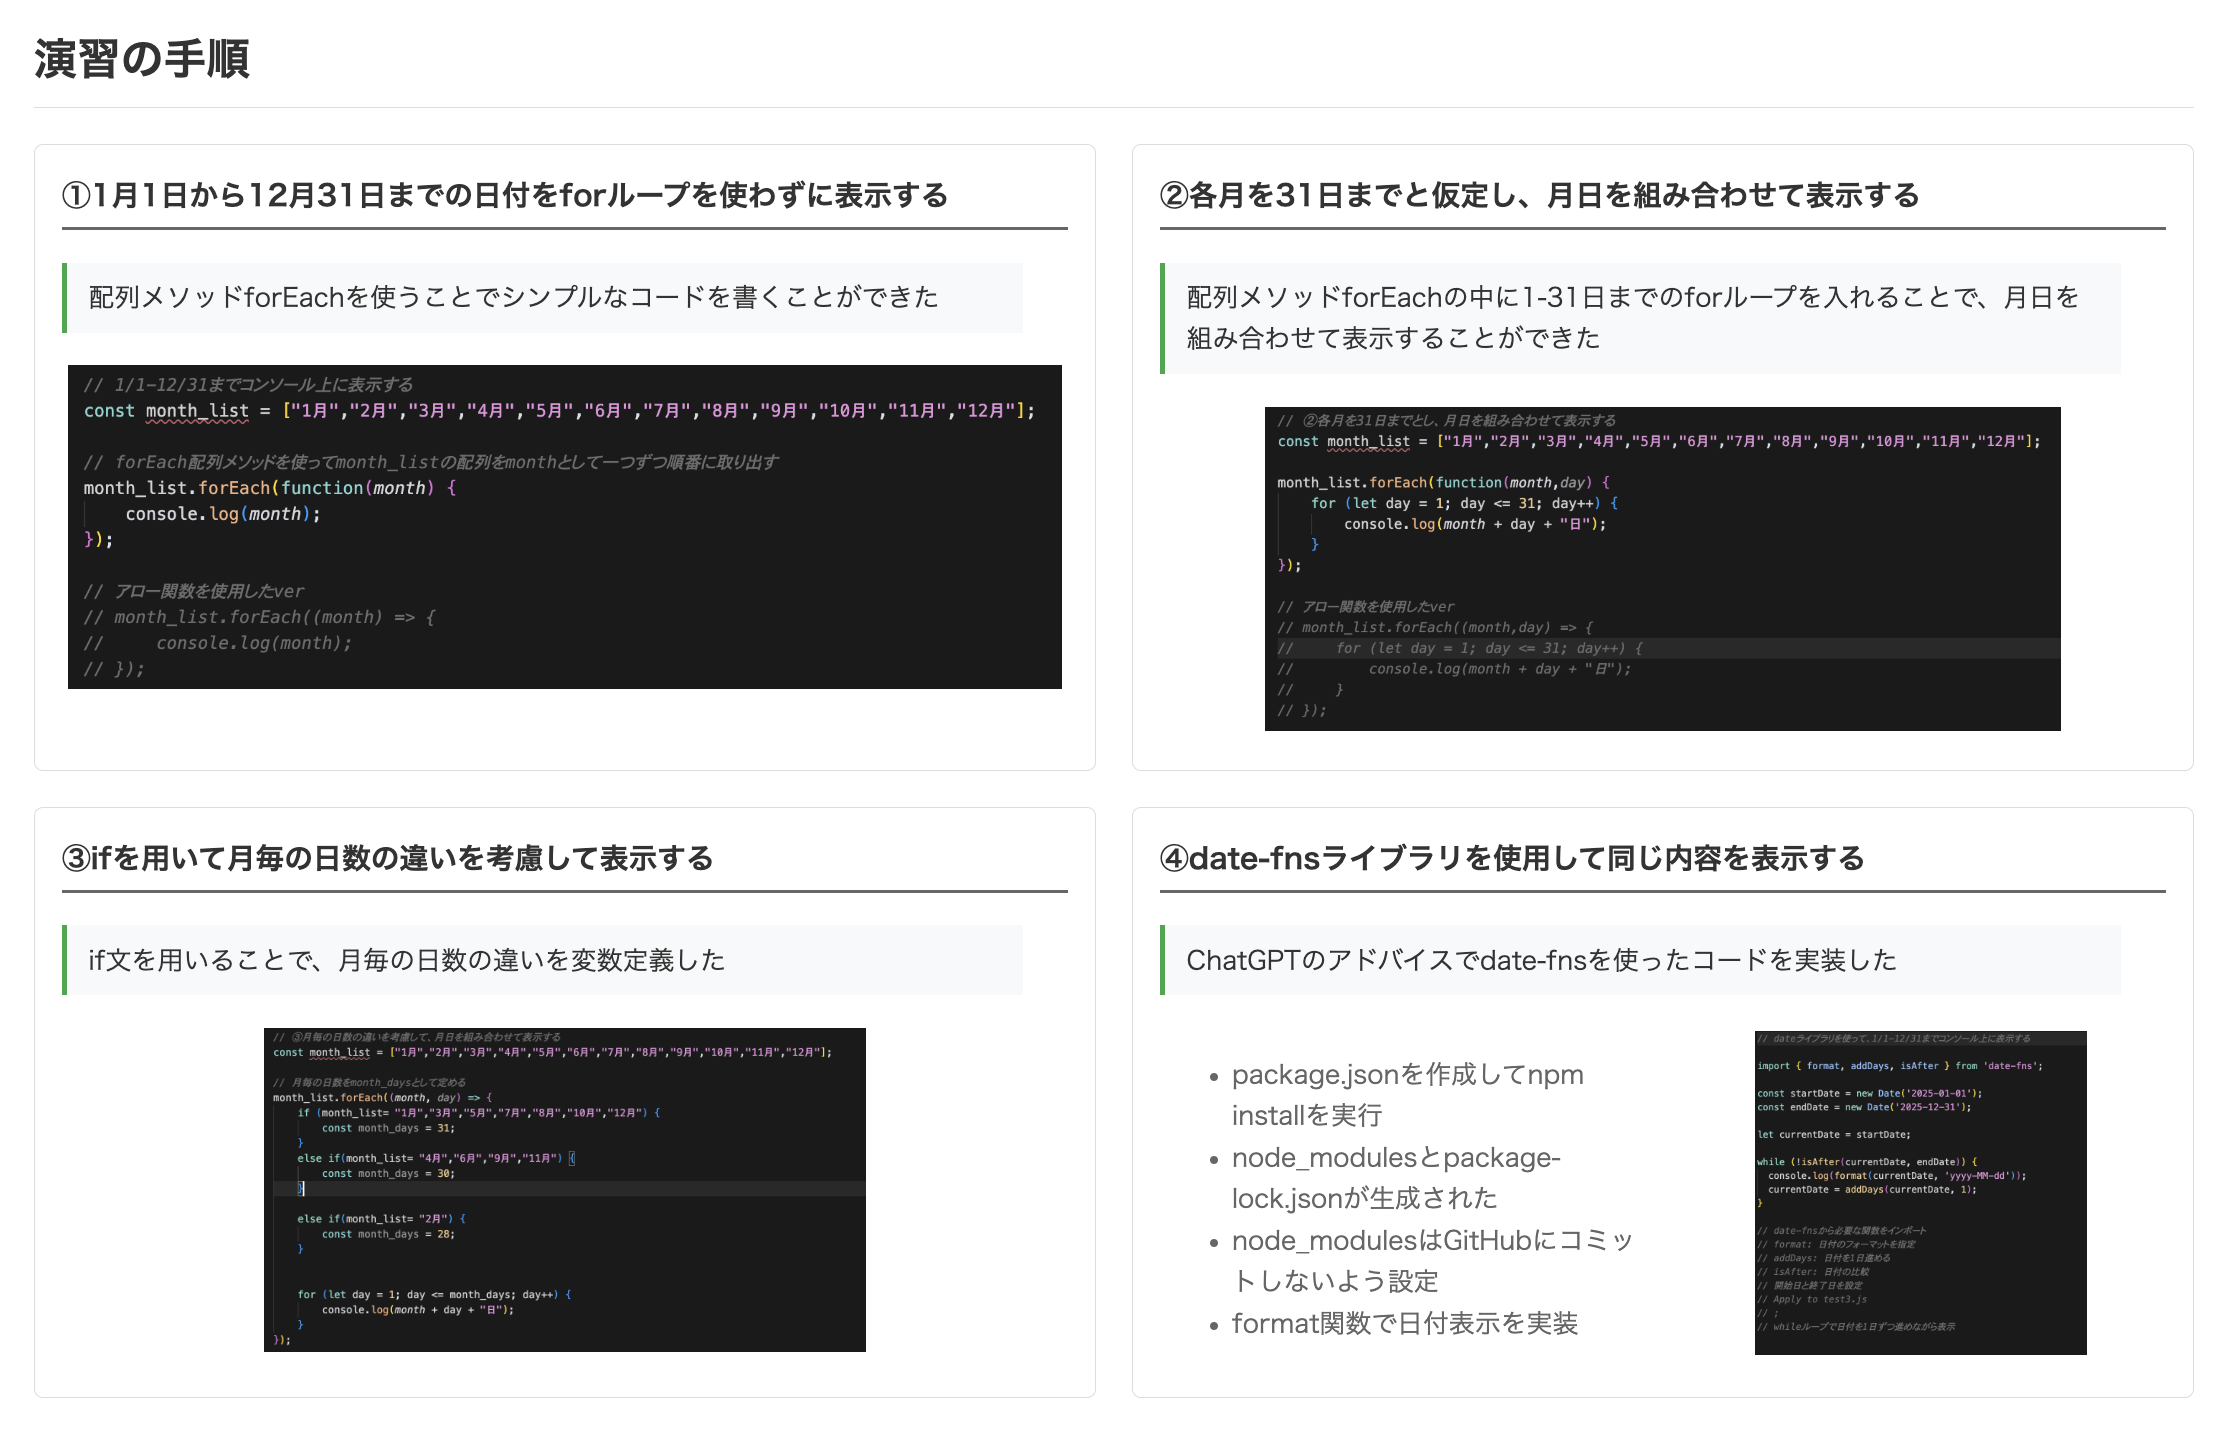 演習の手順
①1月1日から12月31日までの日付をforループを使わずに表示する
配列メソッドforEachを使うことでシンプルなコードを書くことができた
// 1/1-12/31までコンソール上に表示する
const month_list = ["1月","2月","3月","4月","5月","6月","7月","8月","9月","10月","11月","12月"];
// forEach配列メソッドを使ってmonth_listの配列をmonthとして一つずつ順番に取り出す
month_list.forEach(function(month) {
    console.log(month);
});
// アロー関数を使用したver
// month_list.forEach((month) => {
//     console.log(month);
// });
②各月を31日までと仮定し、月日を組み合わせて表示する
配列メソッドforEachの中に1-31日までのforループを入れることで、月日を
組み合わせて表示することができた
// ②各月を31日までとし、月日を組み合わせて表示する
const month_list = ["1月","2月","3月","4月","5月","6月","7月","8月","9月","10月","11月","12月"];
month_list.forEach(function(month,day) {
    for (let day = 1; day <= 31; day++) {
        console.log(month + day + "日");
    }
});
// アロー関数を使用したver
// month_list.forEach((month,day) => {
//     for (let day = 1; day <= 31; day++) {
//         console.log(month + day + "日");
//     }
// });
③ifを用いて月毎の日数の違いを考慮して表示する
if文を用いることで、月毎の日数の違いを変数定義した
// ③月毎の日数の違いを考慮して、月日を組み合わせて表示する
const month_list = ["1月","2月","3月","4月","5月","6月","7月","8月","9月","10月","11月","12月"];
// 月毎の日数をmonth_daysとして定める
month_list.forEach((month, day) => {
    if (month_list= "1月","3月","5月","7月","8月","10月","12月") {
        const month_days = 31;
    }
    else if(month_list= "4月","6月","9月","11月") {
        const month_days = 30;
    }
    else if(month_list= "2月") {
        const month_days = 28;
    }
    for (let day = 1; day <= month_days; day++) {
        console.log(month + day + "日");
    }
});
④date-fnsライブラリを使用して同じ内容を表示する
ChatGPTのアドバイスでdate-fnsを使ったコードを実装した
• package.jsonを作成してnpm
installを実行
• node_modulesとpackage-
lock.jsonが生成された
• node_modulesはGitHubにコミッ
トしないよう設定
• format関数で日付表示を実装
// dateライブラリを使って、1/1-12/31までコンソール上に表示する
import { format, addDays, isAfter } from 'date-fns';
const startDate = new Date('2025-01-01');
const endDate = new Date('2025-12-31');
let currentDate = startDate;
while (!isAfter(currentDate, endDate)) {
  console.log(format(currentDate, 'yyyy-MM-dd'));
  currentDate = addDays(currentDate, 1);
}
// date-fnsから必要な関数をインポート
// format: 日付のフォーマットを指定
// addDays: 日付を1日進める
// isAfter: 日付の比較
// 開始日と終了日を設定
// Apply to test3.js
// ;
// whileループで日付を1日ずつ進めながら表示